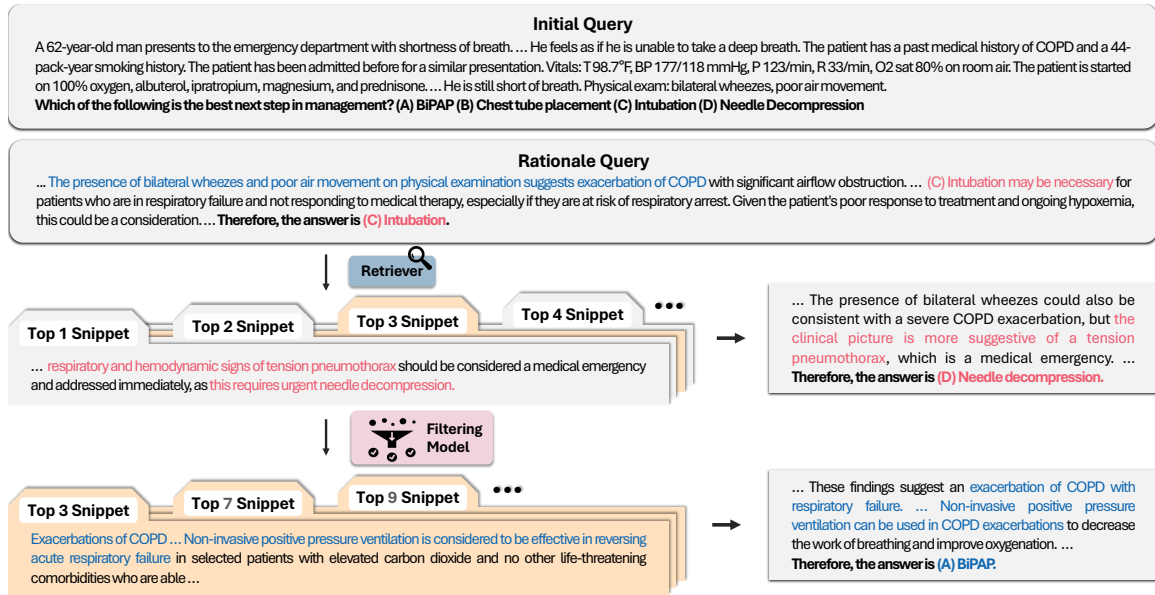 Initial Query
A 62-year-old man presents to the emergency department with shortness of breath. ... He feels as if he is unable to take a deep breath. The patient has a past medical history of COPD and a 44-
pack-year smoking history. The patient has been admitted before for a similar presentation. Vitals: T 98.7°F, BP 177/118 mmHg, P 123/min, R 33/min, O2 sat 80% on room air. The patient is started
on 100% oxygen, albuterol, ipratropium, magnesium, and prednisone. ... He is still short of breath. Physical exam: bilateral wheezes, poor air movement.
Which of the following is the best next step in management? (A) BiPAP (B) Chest tube placement (C) Intubation (D) Needle Decompression
Rationale Query
... The presence of bilateral wheezes and poor air movement on physical examination suggests exacerbation of COPD with significant airflow obstruction. ... (C) Intubation may be necessary for
patients who are in respiratory failure and not responding to medical therapy, especially if they are at risk of respiratory arrest. Given the patient's poor response to treatment and ongoing hypoxemia,
this could be a consideration. ... Therefore, the answer is (C) Intubation.
Retriever
Top 1 Snippet
Top 2 Snippet
Top 3 Snippet
Top 4 Snippet
•••
... respiratory and hemodynamic signs of tension pneumothorax should be considered a medical emergency
and addressed immediately, as this requires urgent needle decompression.
... The presence of bilateral wheezes could also be
consistent with a severe COPD exacerbation, but the
clinical picture is more suggestive of a tension
pneumothorax, which is a medical emergency. ...
Therefore, the answer is (D) Needle decompression.
Filtering
Model
Top 3 Snippet
Top 7 Snippet
Top 9 Snippet
•••
Exacerbations of COPD ... Non-invasive positive pressure ventilation is considered to be effective in reversing
acute respiratory failure in selected patients with elevated carbon dioxide and no other life-threatening
comorbidities who are able ...
... These findings suggest an exacerbation of COPD with
respiratory failure. ... Non-invasive positive pressure
ventilation can be used in COPD exacerbations to decrease
the work of breathing and improve oxygenation. ...
Therefore, the answer is (A) BiPAP.